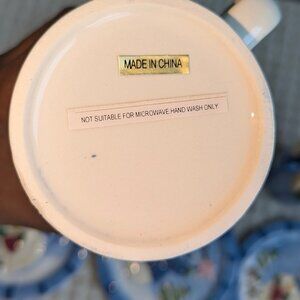 MADE IN CHINA
NOT SUITABLE FOR MICROWAVE HAND WASH ONLY